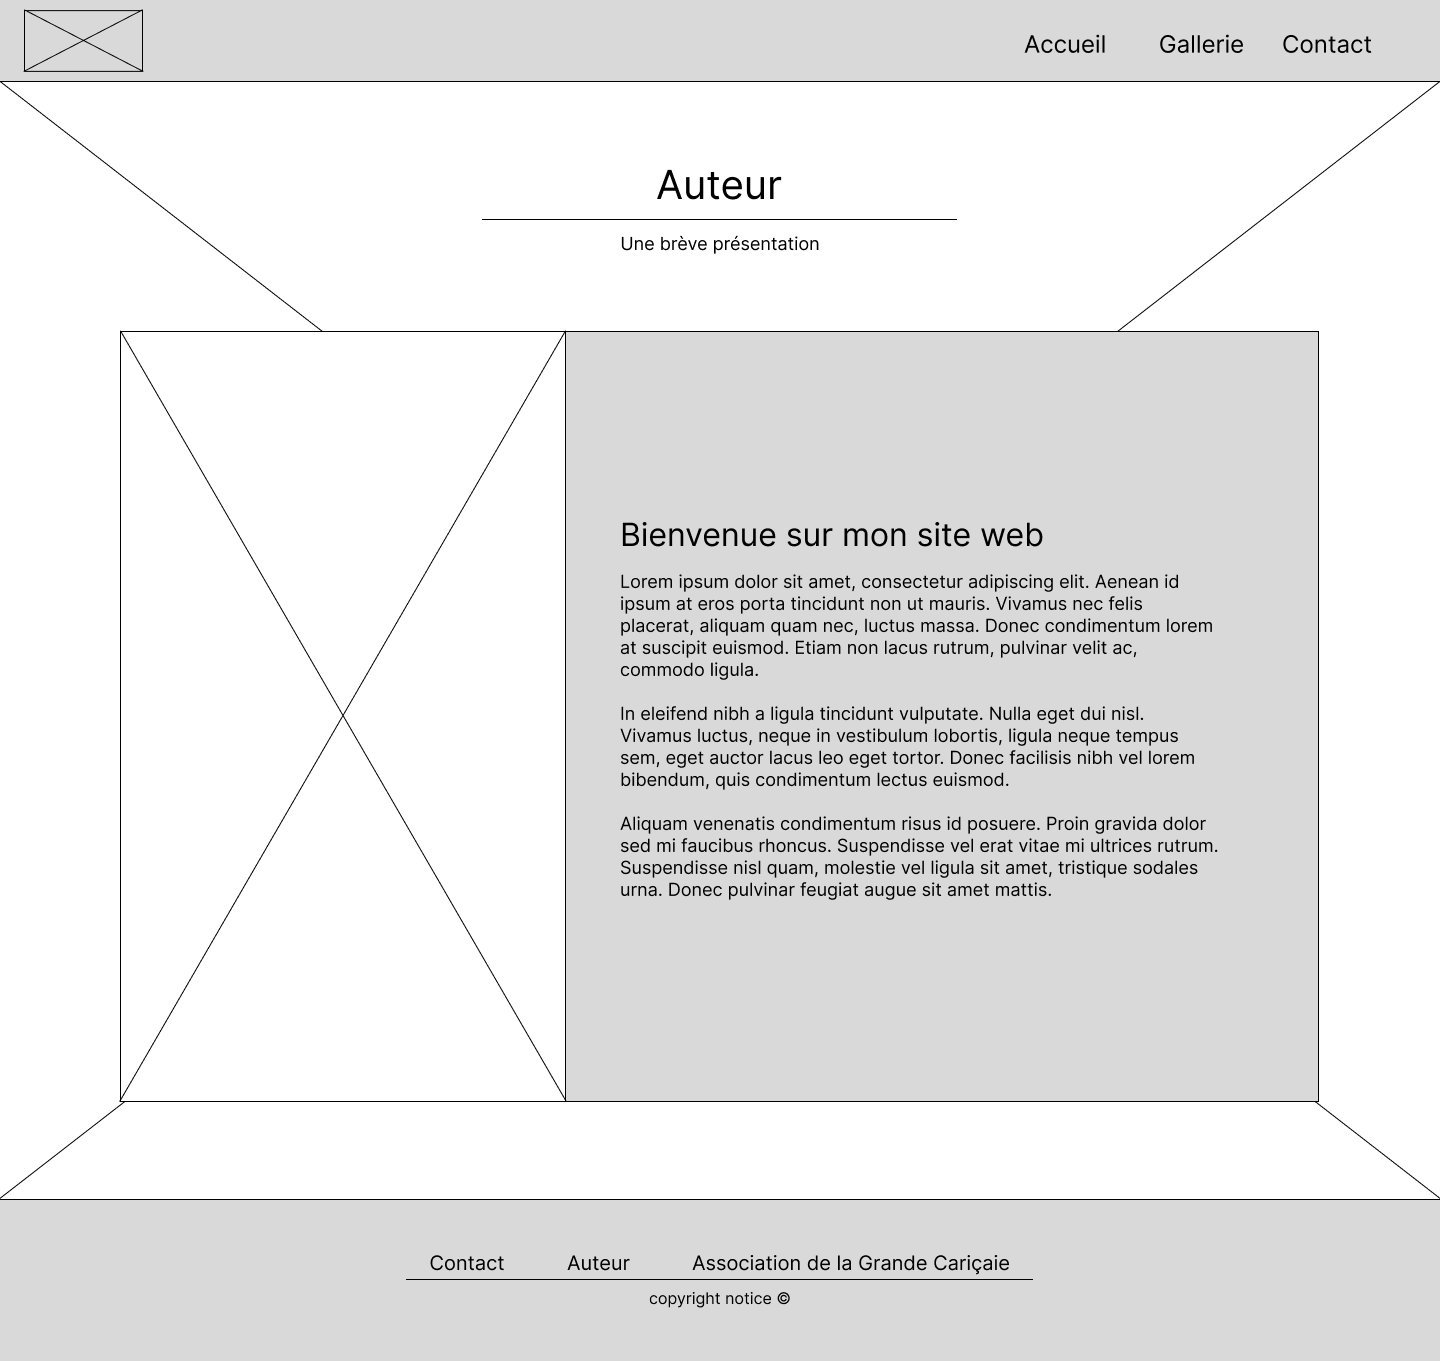 Accueil Gallerie Contact
Auteur
Une brève présentation
Bienvenue sur mon site web
Lorem ipsum dolor sit amet, consectetur adipiscing elit. Aenean id
ipsum at eros porta tincidunt non ut mauris. Vivamus nec felis
placerat, aliquam quam nec, luctus massa. Donec condimentum lorem
at suscipit euismod. Etiam non lacus rutrum, pulvinar velit ac,
commodo ligula.
In eleifend nibh a ligula tincidunt vulputate. Nulla eget dui nisl.
Vivamus luctus, neque in vestibulum lobortis, ligula neque tempus
sem, eget auctor lacus leo eget tortor. Donec facilisis nibh vel lorem
bibendum, quis condimentum lectus euismod.
Aliquam venenatis condimentum risus id posuere. Proin gravida dolor
sed mi faucibus rhoncus. Suspendisse vel erat vitae mi ultrices rutrum.
Suspendisse nisl quam, molestie vel ligula sit amet, tristique sodales
urna. Donec pulvinar feugiat augue sit amet mattis.
Contact Auteur Association de la Grande Cariçaie
copyright notice ©